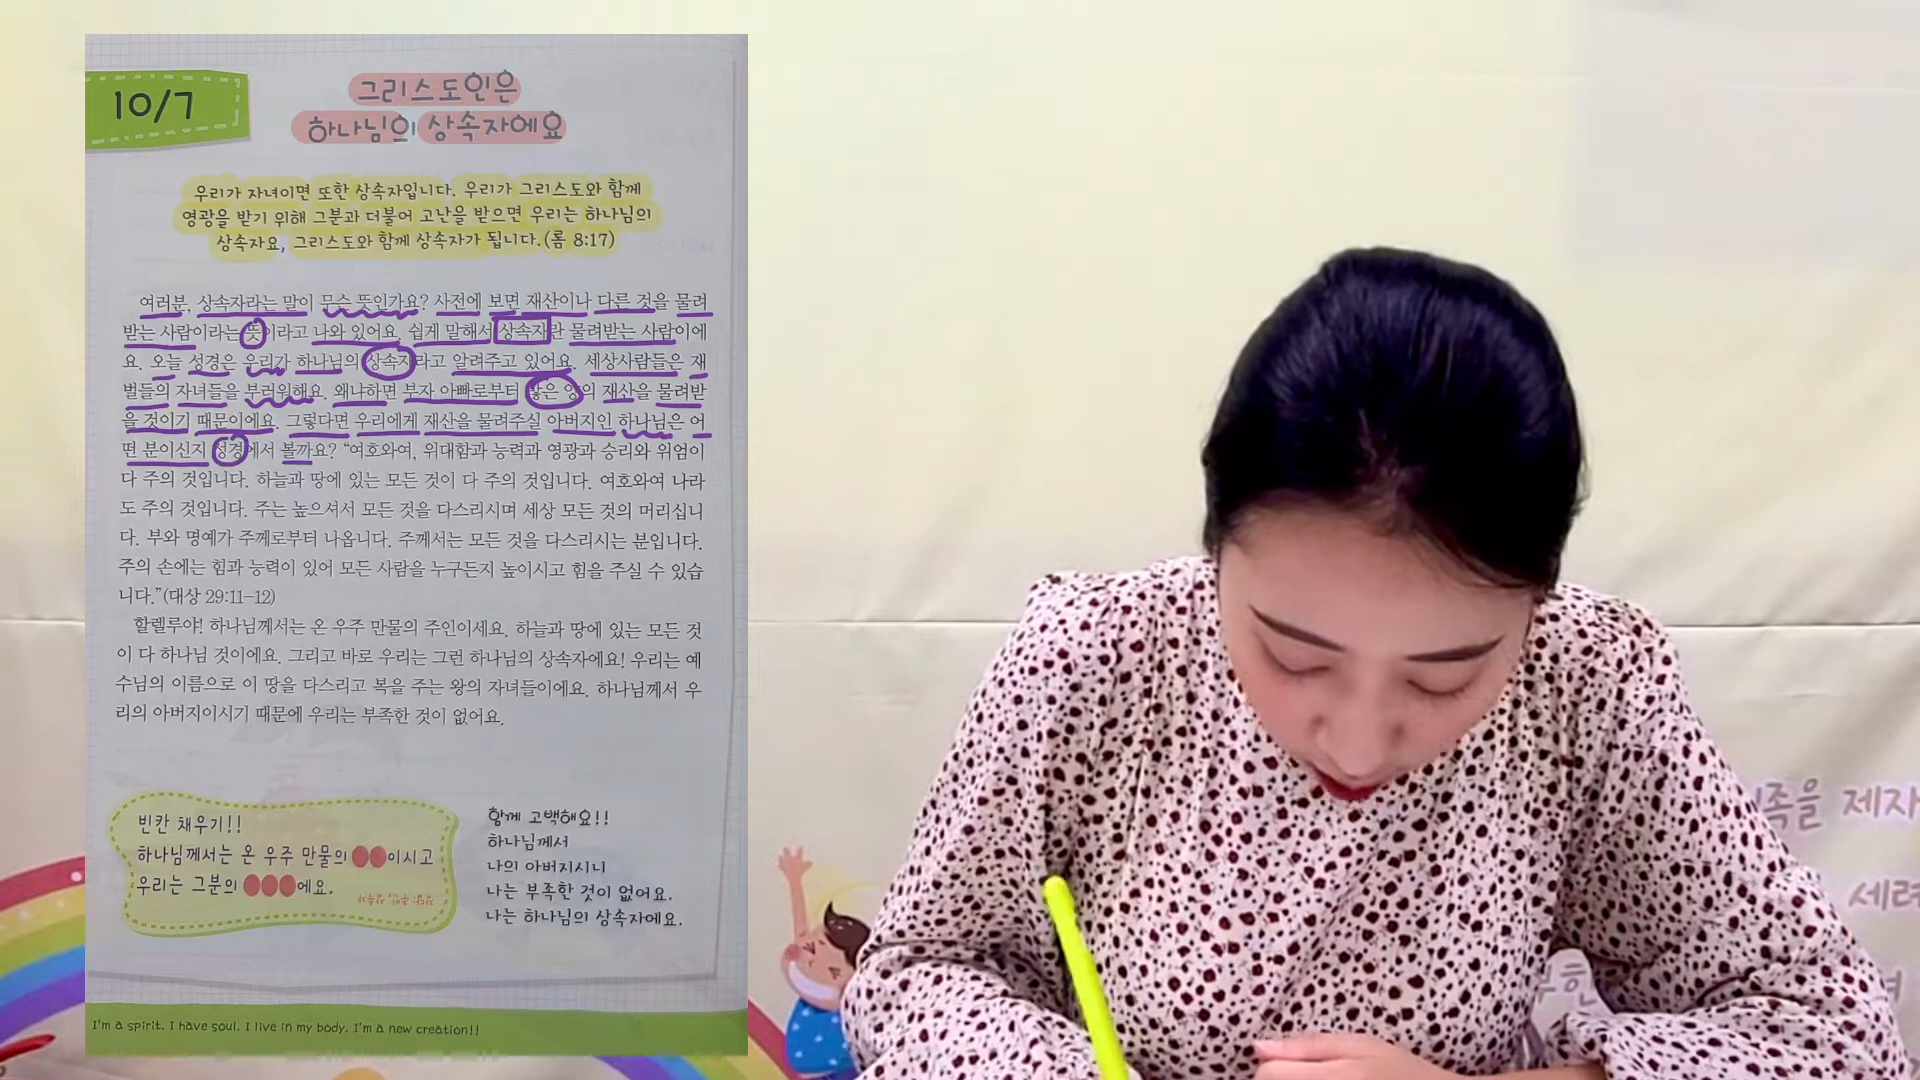 10/7
그리스도인은
하나님의 상속자에요
우리가 자녀이면 또한 상속자입니다. 우리가 그리스도와 함께
영광을 받기 위해 그분과 더불어 고난을 받으면 우리는 하나님의
상속자요, 그리스도와 함께 상속자가 됩니다.(롬 8:17)
여러분, 상속자라는 말이 무슨 뜻인가요? 사전에 보면 재산이나 다른 것을 물려
받는 사람이라는 뜻이라고 나와 있어요. 쉽게 말해서 상속자란 물려받는 사람이에
요. 오늘 성경은 우리가 하나님의 상속자라고 알려주고 있어요. 세상사람들은 재
벌들의 자녀들을 부러워해요. 왜냐하면 부자 아빠로부터 많은 양의 재산을 물려받
을 것이기 때문이에요. 그렇다면 우리에게 재산을 물려주실 아버지인 하나님은 어
떤 분이신지 성경에서 볼까요? “여호와여, 위대함과 능력과 영광과 승리와 위엄이
다 주의 것입니다. 하늘과 땅에 있는 모든 것이 다 주의 것입니다. 여호와여 나라
도 주의 것입니다. 주는 높으셔서 모든 것을 다스리시며 세상 모든 것의 머리십니
다. 부와 명예가 주께로부터 나옵니다. 주께서는 모든 것을 다스리시는 분입니다.
주의 손에는 힘과 능력이 있어 모든 사람을 누구든지 높이시고 힘을 주실 수 있습
니다.”(대상 29:11-12)
할렐루야! 하나님께서는 온 우주 만물의 주인이세요. 하늘과 땅에 있는 모든 것
이 다 하나님 것이에요. 그리고 바로 우리는 그런 하나님의 상속자에요! 우리는 예
수님의 이름으로 이 땅을 다스리고 복을 주는 왕의 자녀들이에요. 하나님께서 우
리의 아버지이시기 때문에 우리는 부족한 것이 없어요.
빈칸 채우기!!
하나님께서는 온 우주 만물의 ●●이시고
우리는 그분의 ●●●에요.
함께 고백해요!!
하나님께서
나의 아버지시니
나는 부족한 것이 없어요.
나는 하나님의 상속자에요.
I'm a spirit. I have soul. I live in my body. I'm a new creation!!
족을 제자
세려